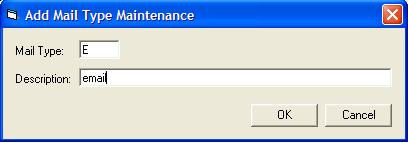 Add Mail Type Maintenance
Mail Type: E
Description: email
OK Cancel